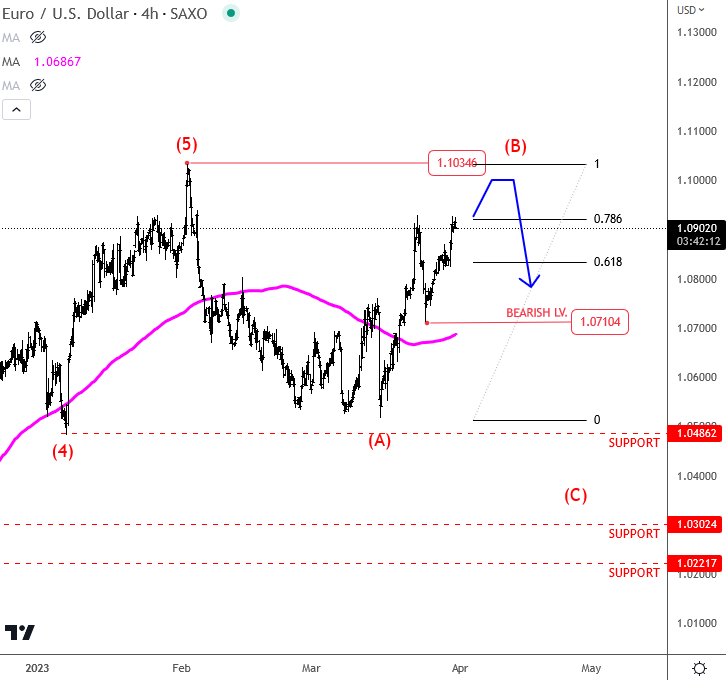 Euro / U.S. Dollar · 4h · SAXO
USD
MA
MA 1.06867
MA
1.13000
1.12000
1.11000
(5)
(B)
1.10346
1
1.10000
0.786
1.09020
03:42:12
0.618
1.08000
BEARISH LV.
1.07104
1.07000
1.06000
0
1.04862
(4)
(A)
SUPPORT
1.04000
(C)
1.03024
SUPPORT
1.02217
SUPPORT
1.02000
1.01000
2023
Feb
Mar
Apr
May